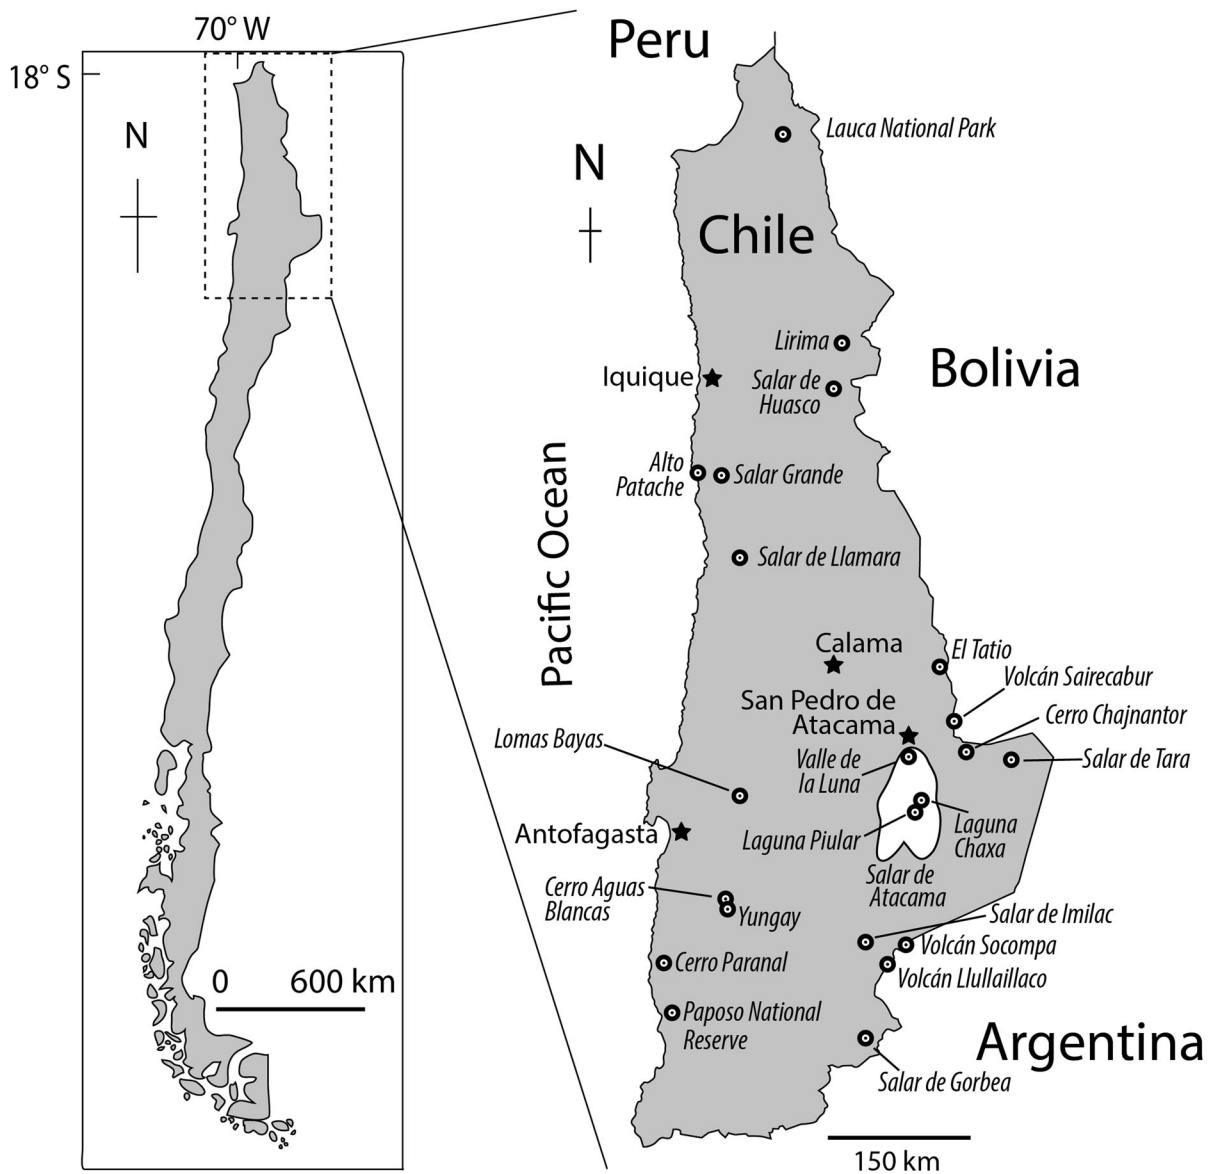 70° W
18° S
N
0 600 km
Peru
Lauca National Park
N
Chile
Lirima
Bolivia
Iquique
Salar de
Huasco
Alto
Patache
Salar Grande
Pacific Ocean
Salar de Llamara
Calama
El Tatio
Volcán Sairecabur
San Pedro de
Atacama
Cerro Chajnantor
Lomas Bayas
Valle de
la Luna
Salar de Tara
Antofagasta
Laguna Piular
Laguna
Chaxa
Salar de
Atacama
Cerro Aguas
Blancas
Yungay
Salar de Imilac
Volcán Socompa
Cerro Paranal
Volcán Llullaillaco
Paposo National
Reserve
Argentina
Salar de Gorbea
150 km